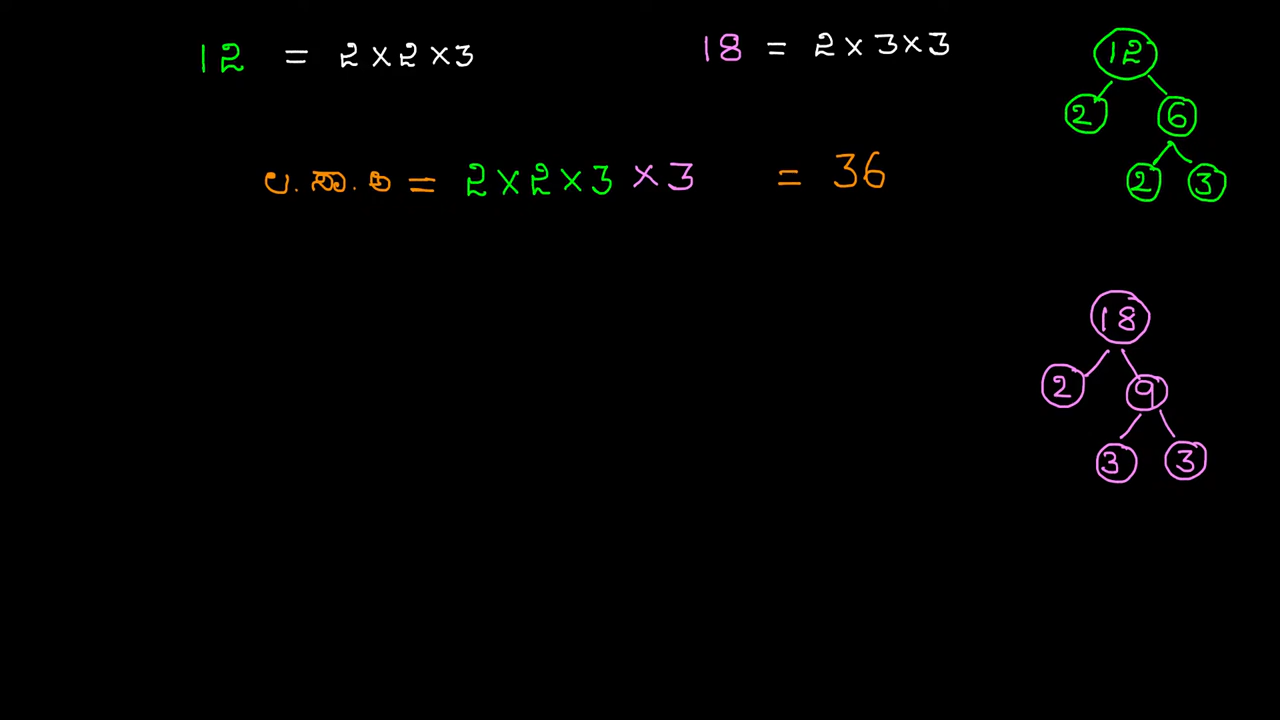 12 = 2×2×3
18 = 2×3×3
ಲ.ಸಾ.ಅ = 2×2×3×3 = 36
12
2 6
2 3
18
2 9
3 3